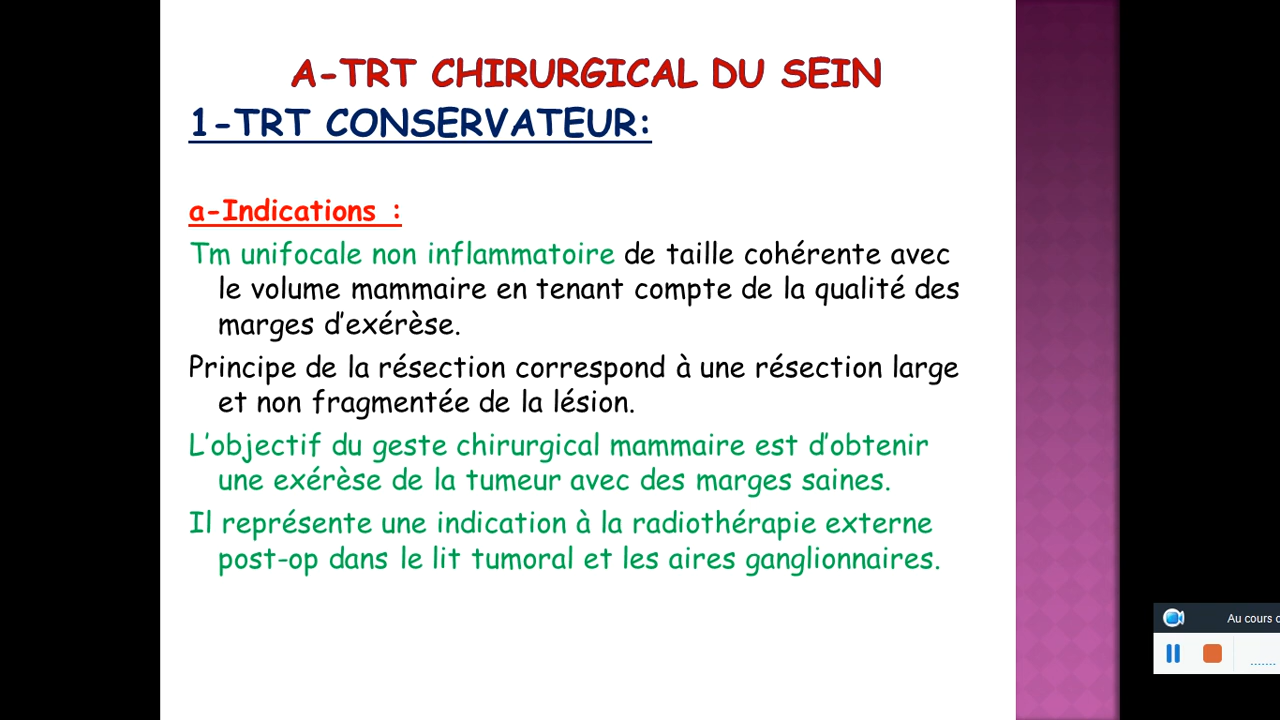 A-TRT CHIRURGICAL DU SEIN
1-TRT CONSERVATEUR:
a-Indications :
Tm unifocale non inflammatoire de taille cohérente avec
le volume mammaire en tenant compte de la qualité des
marges d'exérèse.
Principe de la résection correspond à une résection large
et non fragmentée de la lésion.
L'objectif du geste chirurgical mammaire est d'obtenir
une exérèse de la tumeur avec des marges saines.
Il représente une indication à la radiothérapie externe
post-op dans le lit tumoral et les aires ganglionnaires.
Au cours